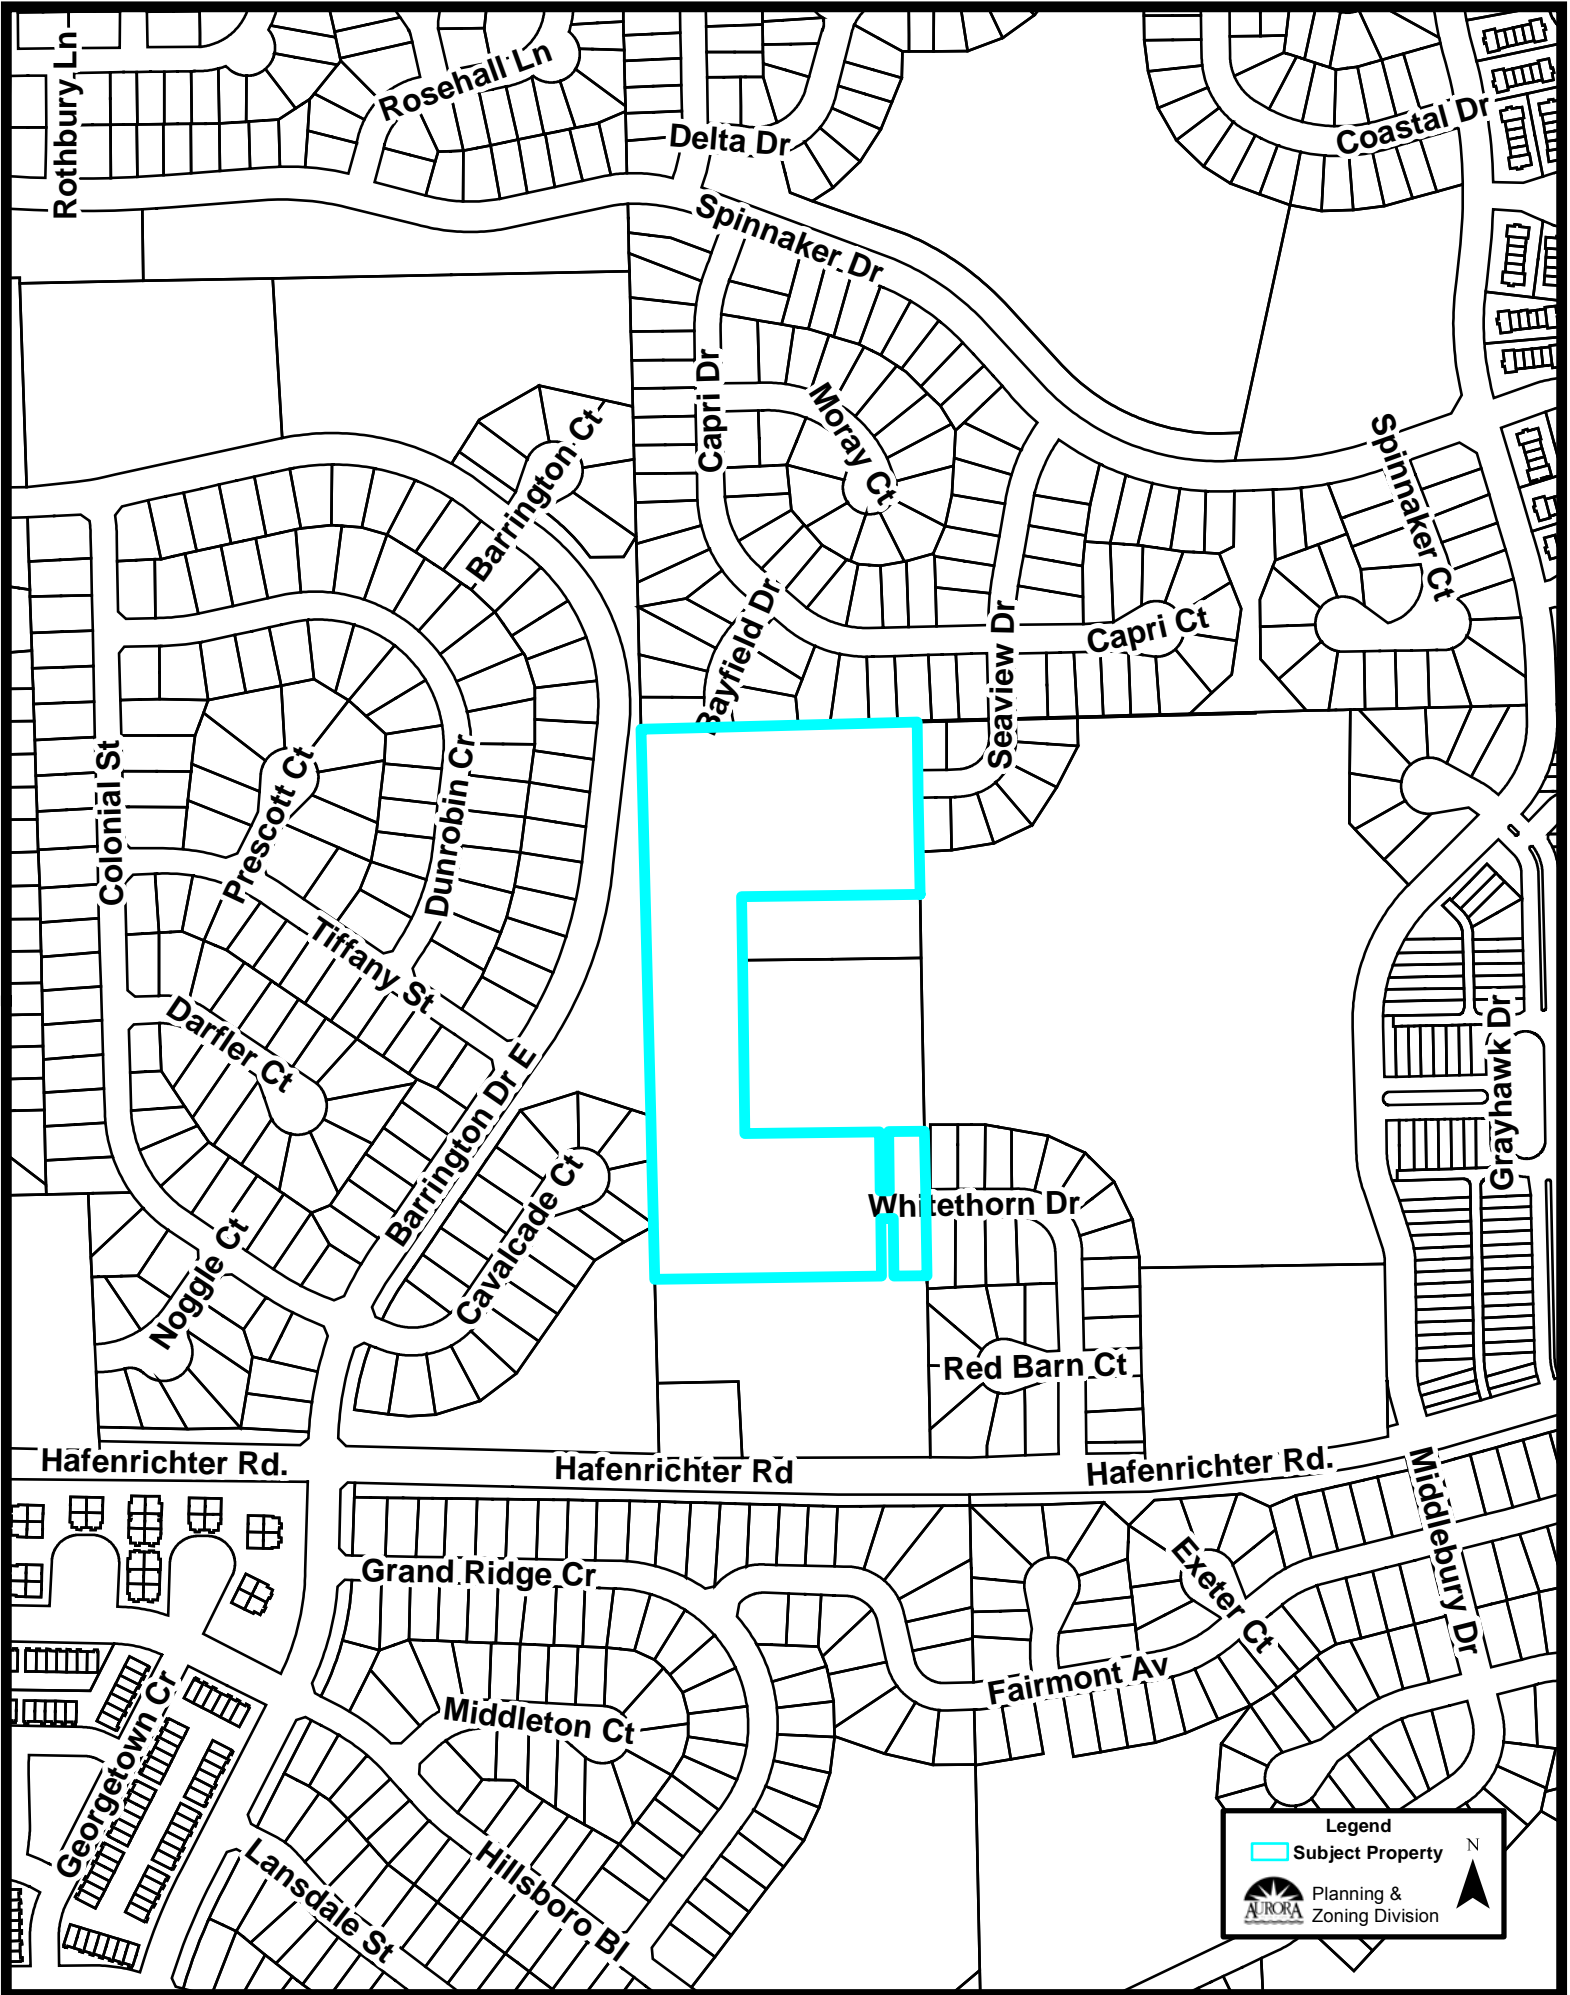 Rothbury Ln
Rosehall Ln
Delta Dr
Coastal Dr
Spinnaker Dr
Capri Dr
Moray Ct
Barrington Ct
Spinnaker Ct
Bayfield Dr
Seaview Dr
Capri Ct
Colonial St
Prescott Ct
Dunrobin Cr
Tiffany St
Darfler Ct
Barrington Dr E
Grayhawk Dr
Cavalcade Ct
Whitethorn Dr
Noggle Ct
Red Barn Ct
Hafenrichter Rd.
Hafenrichter Rd
Hafenrichter Rd.
Middlebury Dr
Grand Ridge Cr
Exeter Ct
Fairmont Av
Middleton Ct
Georgetown Cr
Lansdale St
Hillsboro Bl
Legend
Subject Property
N
AURORA
Planning &
Zoning Division